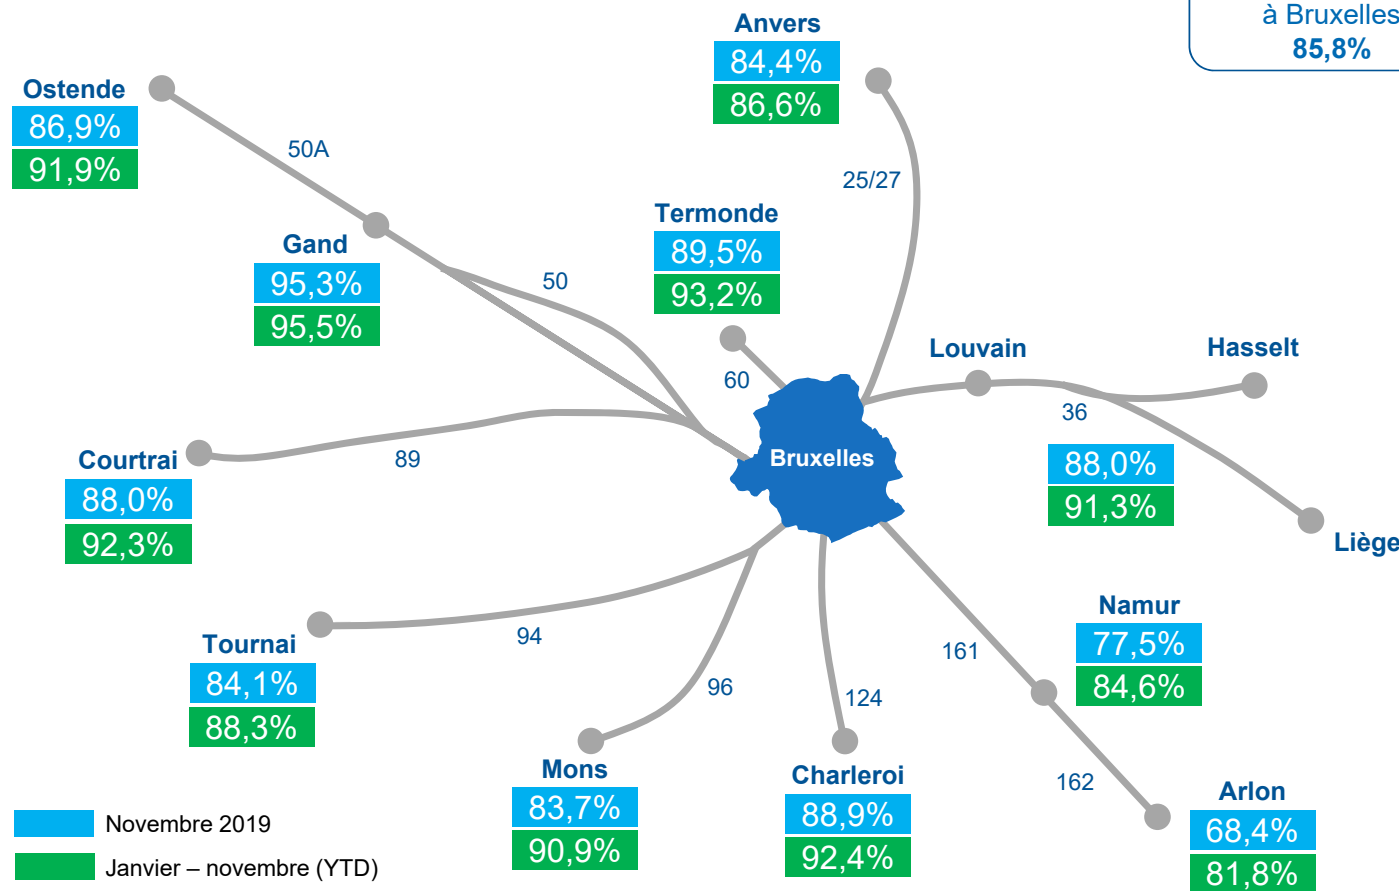 à Bruxelles
85,8%
Anvers
84,4%
86,6%
Ostende
86,9%
91,9%
50A
25/27
Termonde
89,5%
93,2%
Gand
95,3%
95,5%
50
60
Louvain
Hasselt
36
88,0%
91,3%
Liège
Bruxelles
Courtrai
88,0%
92,3%
89
Tournai
84,1%
88,3%
94
96
Mons
83,7%
90,9%
124
Charleroi
88,9%
92,4%
161
Namur
77,5%
84,6%
162
Arlon
68,4%
81,8%
Novembre 2019
Janvier – novembre (YTD)